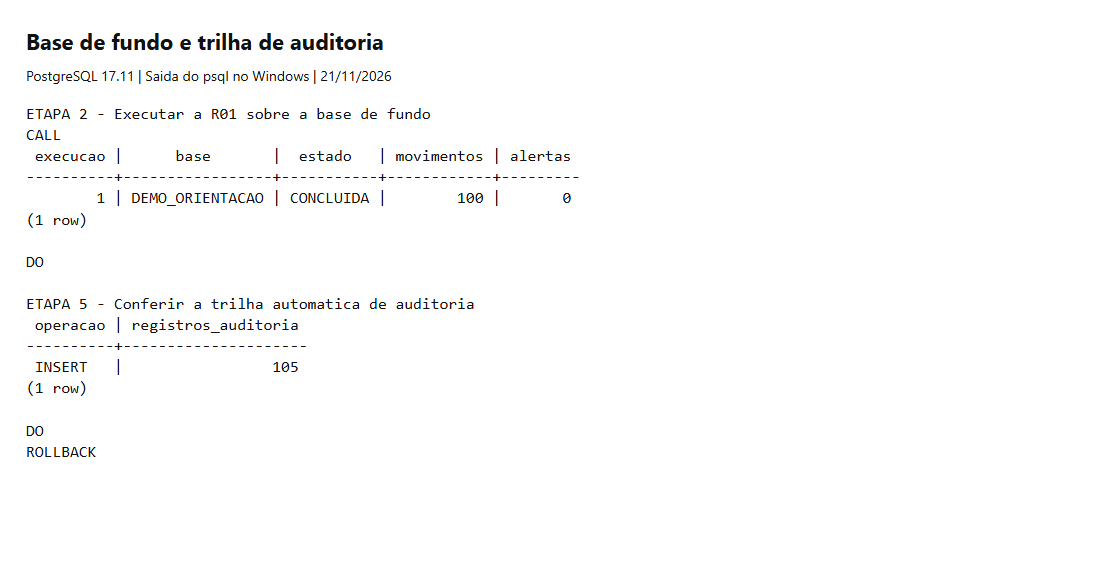 Base de fundo e trilha de auditoria
PostgreSQL 17.11 | Saida do psql no Windows | 21/11/2026
ETAPA 2 - Executar a R01 sobre a base de fundo
CALL
 execucao |      base       |  estado   | movimentos | alertas
----------+-----------------+-----------+------------+---------
        1 | DEMO_ORIENTACAO | CONCLUIDA |        100 |       0
(1 row)

DO

ETAPA 5 - Conferir a trilha automatica de auditoria
 operacao | registros_auditoria
----------+---------------------
 INSERT   |                 105
(1 row)

DO
ROLLBACK